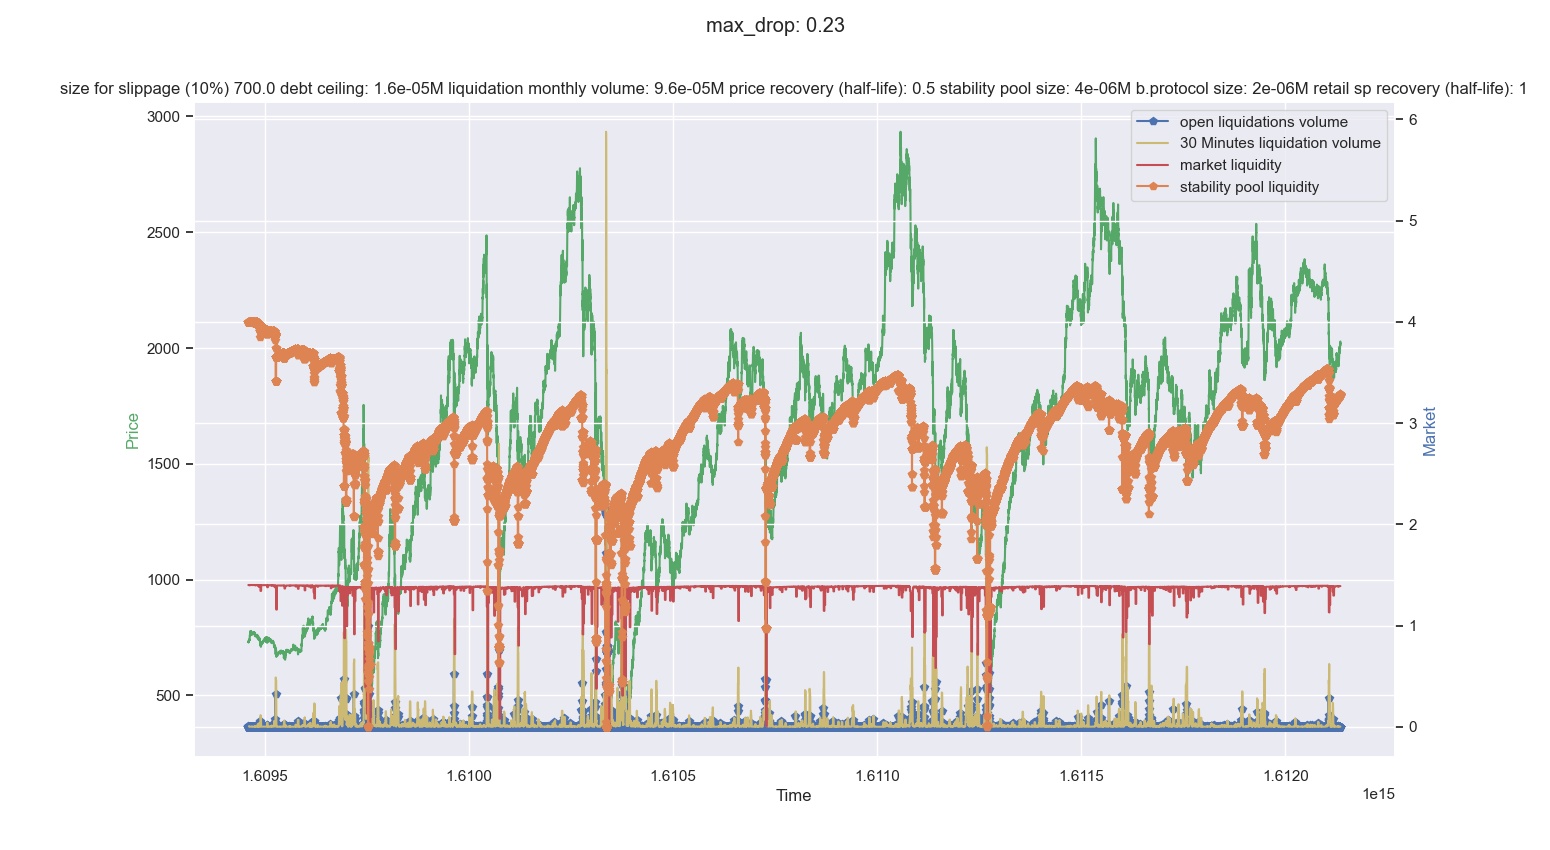 max_drop: 0.23
size for slippage (10%) 700.0 debt ceiling: 1.6e-05M liquidation monthly volume: 9.6e-05M price recovery (half-life): 0.5 stability pool size: 4e-06M b.protocol size: 2e-06M retail sp recovery (half-life): 1
open liquidations volume
30 Minutes liquidation volume
market liquidity
stability pool liquidity
3000
2500
2000
1500
1000
500
Price
6
5
4
3
2
1
0
Market
1.6095
1.6100
1.6105
1.6110
1.6115
1.6120
1e15
Time